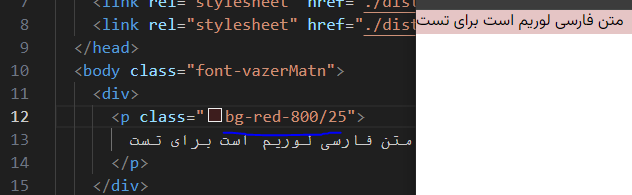 7 <link rel="stylesheet" href="./dist
8 <link rel="stylesheet" href="./dist
9 </head>
10 <body class="font-vazerMatn">
11 <div>
12 <p class="bg-red-800/25">
13 متن فارسی لوریم است برای تست
14 </p>
15 </div>
متن فارسی لوریم است برای تست